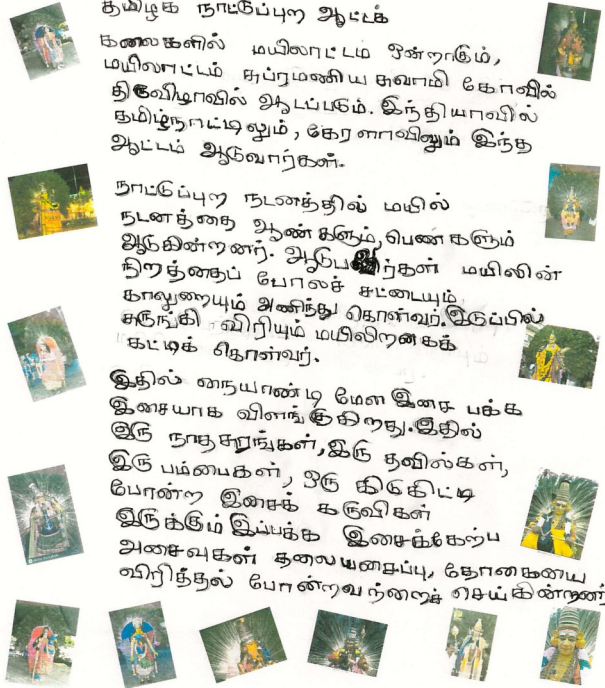 தமிழக நாட்டுப்புற ஆட்டக்
கலைகளில் மயிலாட்டம் ஒன்றாகும்,
மயிலாட்டம் சுப்ரமணிய சுவாமி கோவில்
திருவிழாவில் ஆடப்படும். இந்தியாவில்
தமிழ்நாட்டிலும், கேரளாவிலும் இந்த
ஆட்டம் ஆடுவார்கள்.
நாட்டுப்புற நடனத்தில் மயில்
நடனத்தை ஆண்களும், பெண்களும்
ஆடுகின்றனர். ஆடுபவர்கள் மயிலின்
நிறத்தைப் போலச் சட்டையும்
காலுறையும் அணிந்து கொள்வர். இடுப்பில்
சுருங்கி விரியும் மயிலிறகைக்
கட்டிக் கொள்வர்.
இதில் நையாண்டி மேள இசை பக்க
இசையாக விளங்குகிறது. இதில்
இரு நாதசுரங்கள், இரு தவில்கள்,
இரு பம்பைகள், ஒரு கிடுகிட்டி
போன்ற இசைக் கருவிகள்
இருக்கும் இப்பக்க இசைக்கேற்ப
அசைவுகள் தலையசைப்பு, தோகையை
விரித்தல் போன்றவற்றைச் செய்கின்றனர்